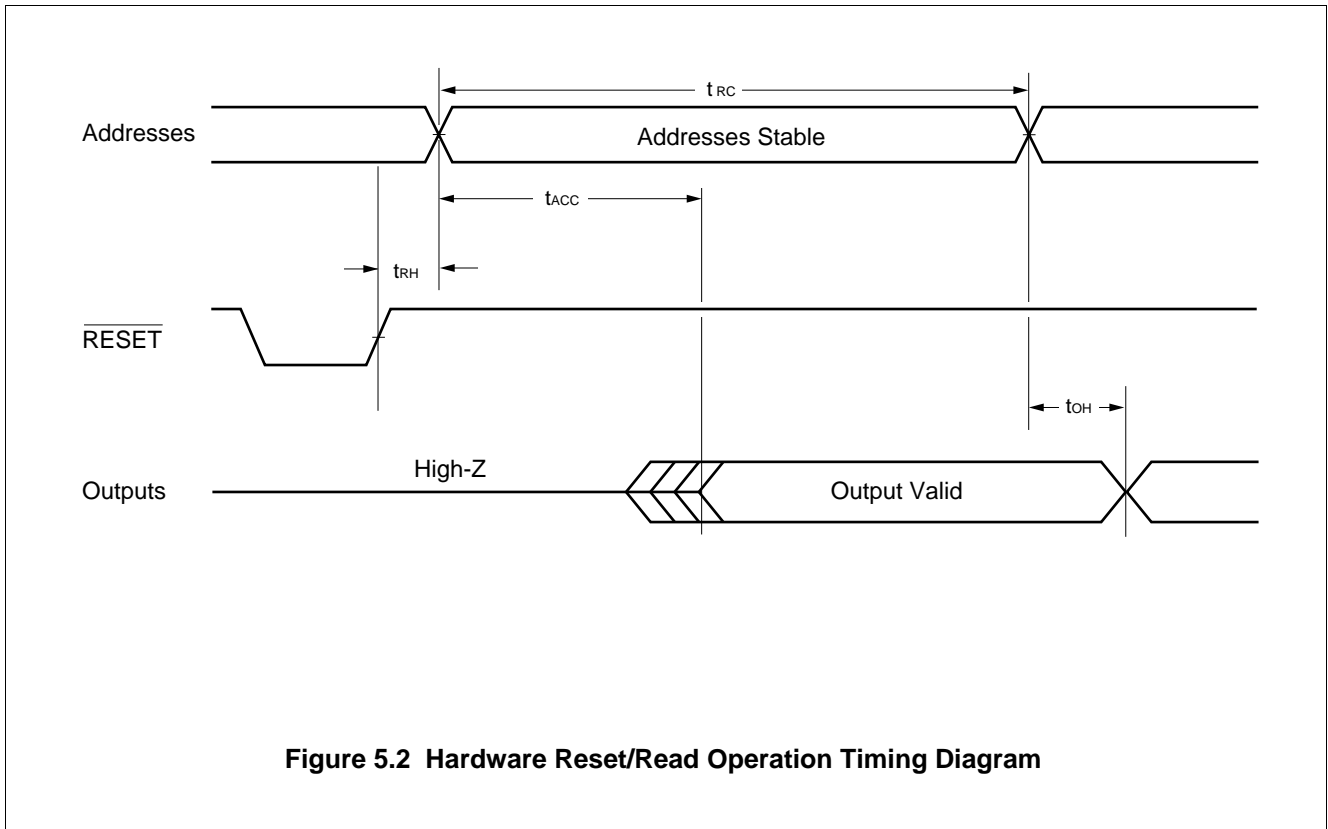 t RC
Addresses
Addresses Stable
tACC
tRH
RESET
tOH
High-Z
Outputs
Output Valid
Figure 5.2 Hardware Reset/Read Operation Timing Diagram